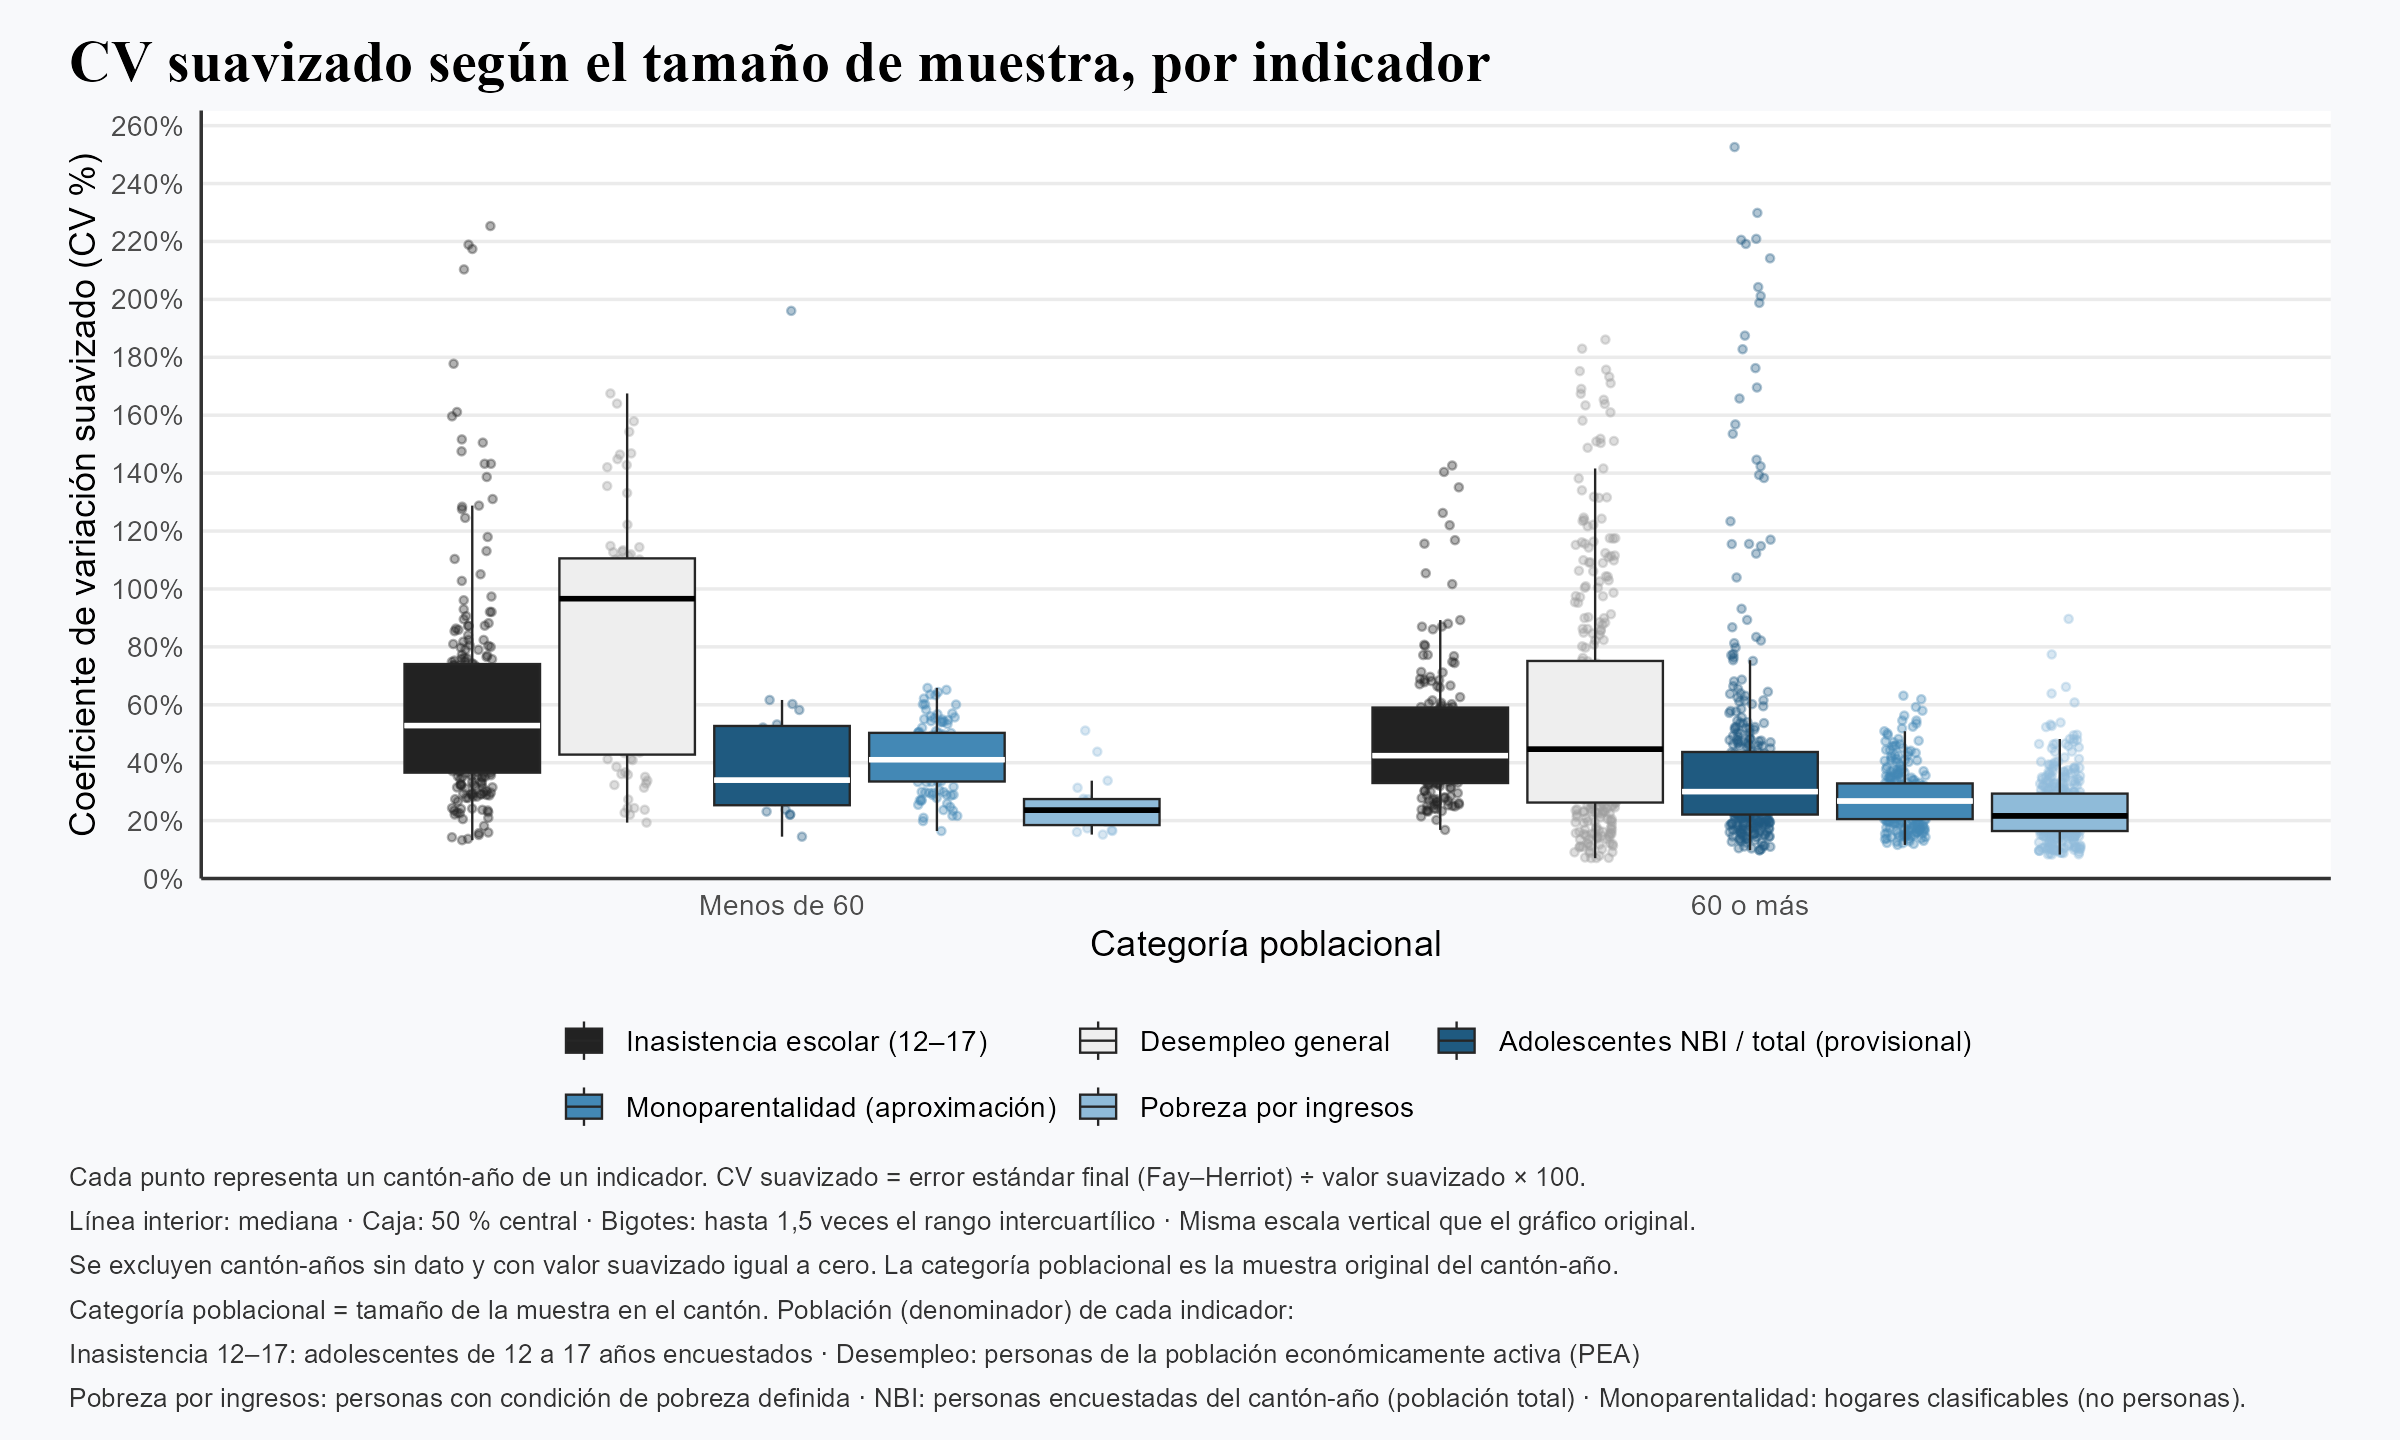 CV suavizado según el tamaño de muestra, por indicador
Coeficiente de variación suavizado (CV %)
260%
240%
220%
200%
180%
160%
140%
120%
100%
80%
60%
40%
20%
0%
Menos de 60
60 o más
Categoría poblacional
Inasistencia escolar (12–17)
Desempleo general
Adolescentes NBI / total (provisional)
Monoparentalidad (aproximación)
Pobreza por ingresos
Cada punto representa un cantón-año de un indicador. CV suavizado = error estándar final (Fay–Herriot) ÷ valor suavizado × 100.
Línea interior: mediana · Caja: 50 % central · Bigotes: hasta 1,5 veces el rango intercuartílico · Misma escala vertical que el gráfico original.
Se excluyen cantón-años sin dato y con valor suavizado igual a cero. La categoría poblacional es la muestra original del cantón-año.
Categoría poblacional = tamaño de la muestra en el cantón. Población (denominador) de cada indicador:
Inasistencia 12–17: adolescentes de 12 a 17 años encuestados · Desempleo: personas de la población económicamente activa (PEA)
Pobreza por ingresos: personas con condición de pobreza definida · NBI: personas encuestadas del cantón-año (población total) · Monoparentalidad: hogares clasificables (no personas).